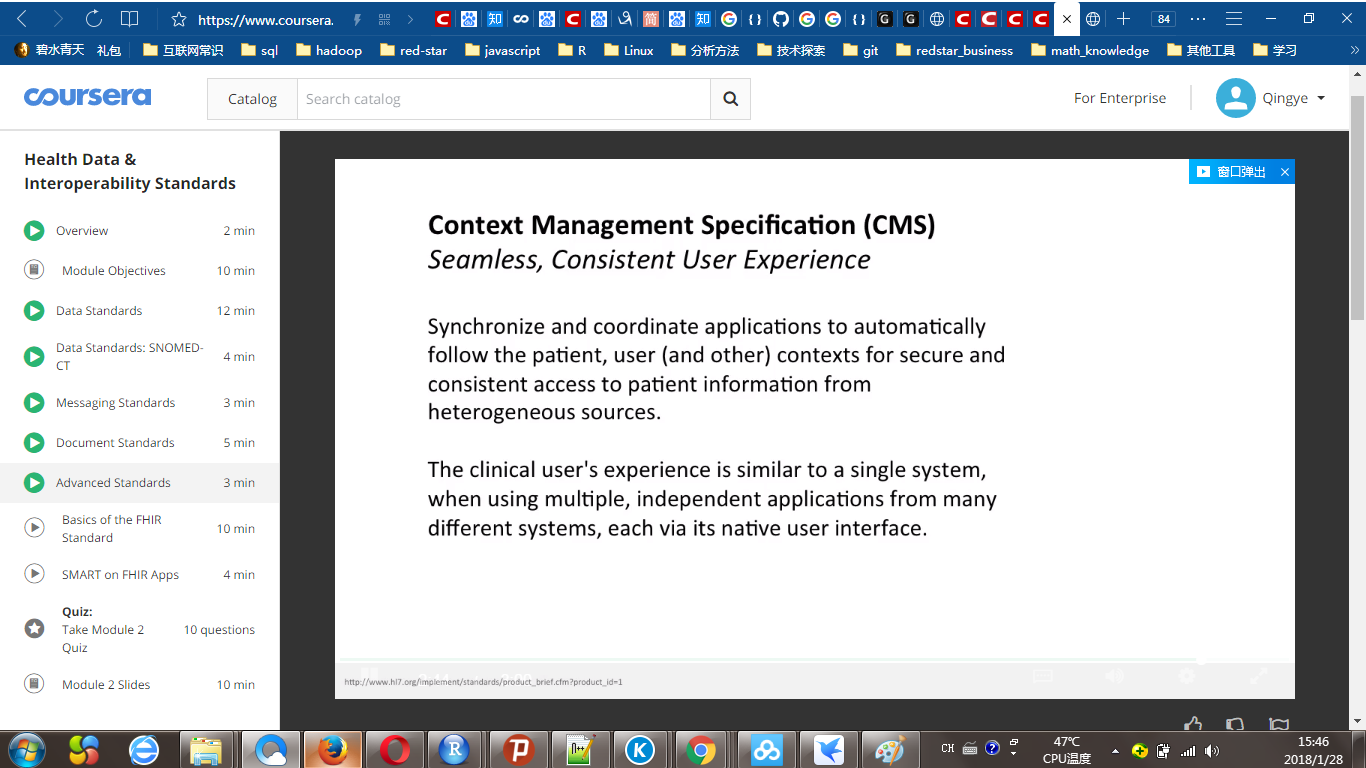 https://www.coursera.
84
碧水青天 礼包 互联网常识 sql hadoop red-star javascript R Linux 分析方法 技术探索 git redstar_business math_knowledge 其他工具 学习
coursera Catalog Search catalog For Enterprise Qingye
Health Data &
Interoperability Standards
Overview 2 min
Module Objectives 10 min
Data Standards 12 min
Data Standards: SNOMED-
CT 4 min
Messaging Standards 3 min
Document Standards 5 min
Advanced Standards 3 min
Basics of the FHIR
Standard 10 min
SMART on FHIR Apps 4 min
Quiz:
Take Module 2
Quiz 10 questions
Module 2 Slides 10 min
窗口弹出
Context Management Specification (CMS)
Seamless, Consistent User Experience
Synchronize and coordinate applications to automatically
follow the patient, user (and other) contexts for secure and
consistent access to patient information from
heterogeneous sources.
The clinical user's experience is similar to a single system,
when using multiple, independent applications from many
different systems, each via its native user interface.
http://www.hl7.org/implement/standards/product_brief.cfm?product_id=1
CH
47℃
CPU温度
15:46
2018/1/28